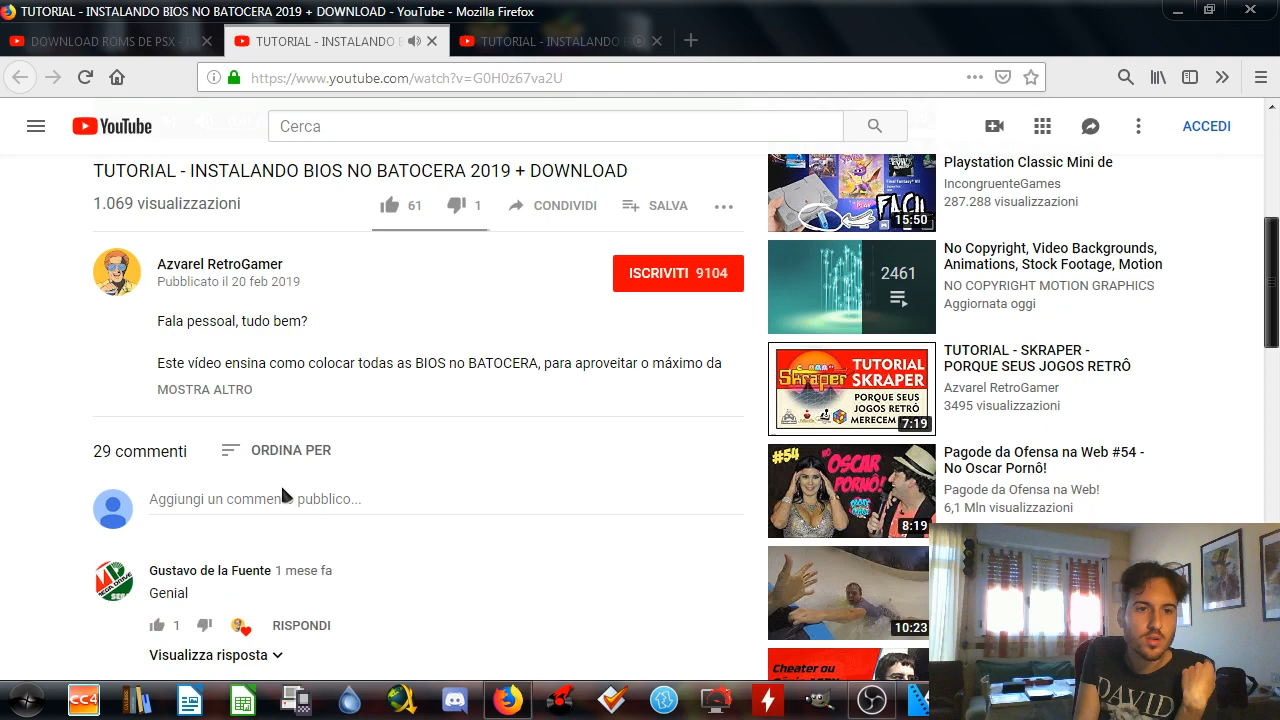 TUTORIAL - INSTALANDO BIOS NO BATOCERA 2019 + DOWNLOAD - YouTube - Mozilla Firefox
DOWNLOAD ROMS DE PSX -
TUTORIAL - INSTALANDO
TUTORIAL - INSTALANDO
https://www.youtube.com/watch?v=G0H0z67va2U
YouTube
Cerca
ACCEDI
TUTORIAL - INSTALANDO BIOS NO BATOCERA 2019 + DOWNLOAD
1.069 visualizzazioni
61
1
CONDIVIDI
SALVA
Azvarel RetroGamer
Pubblicato il 20 feb 2019
ISCRIVITI 9104
Fala pessoal, tudo bem?
Este vídeo ensina como colocar todas as BIOS no BATOCERA, para aproveitar o máximo da
MOSTRA ALTRO
29 commenti
ORDINA PER
Aggiungi un commento pubblico...
Gustavo de la Fuente 1 mese fa
Genial
1
RISPONDI
Visualizza risposta
FACIL
15:50
Playstation Classic Mini de
IncongruenteGames
287.288 visualizzazioni
2461
No Copyright, Video Backgrounds,
Animations, Stock Footage, Motion
NO COPYRIGHT MOTION GRAPHICS
Aggiornata oggi
Skraper
TUTORIAL
SKRAPER
PORQUE SEUS
JOGOS RETRÔ
MERECEM
7:19
TUTORIAL - SKRAPER -
PORQUE SEUS JOGOS RETRÔ
Azvarel RetroGamer
3495 visualizzazioni
#54
NO
OSCAR
PORNÔ!
8:19
Pagode da Ofensa na Web #54 -
No Oscar Pornô!
Pagode da Ofensa na Web!
6,1 Mln visualizzazioni
10:23
Cheater ou
CC4
DAVID